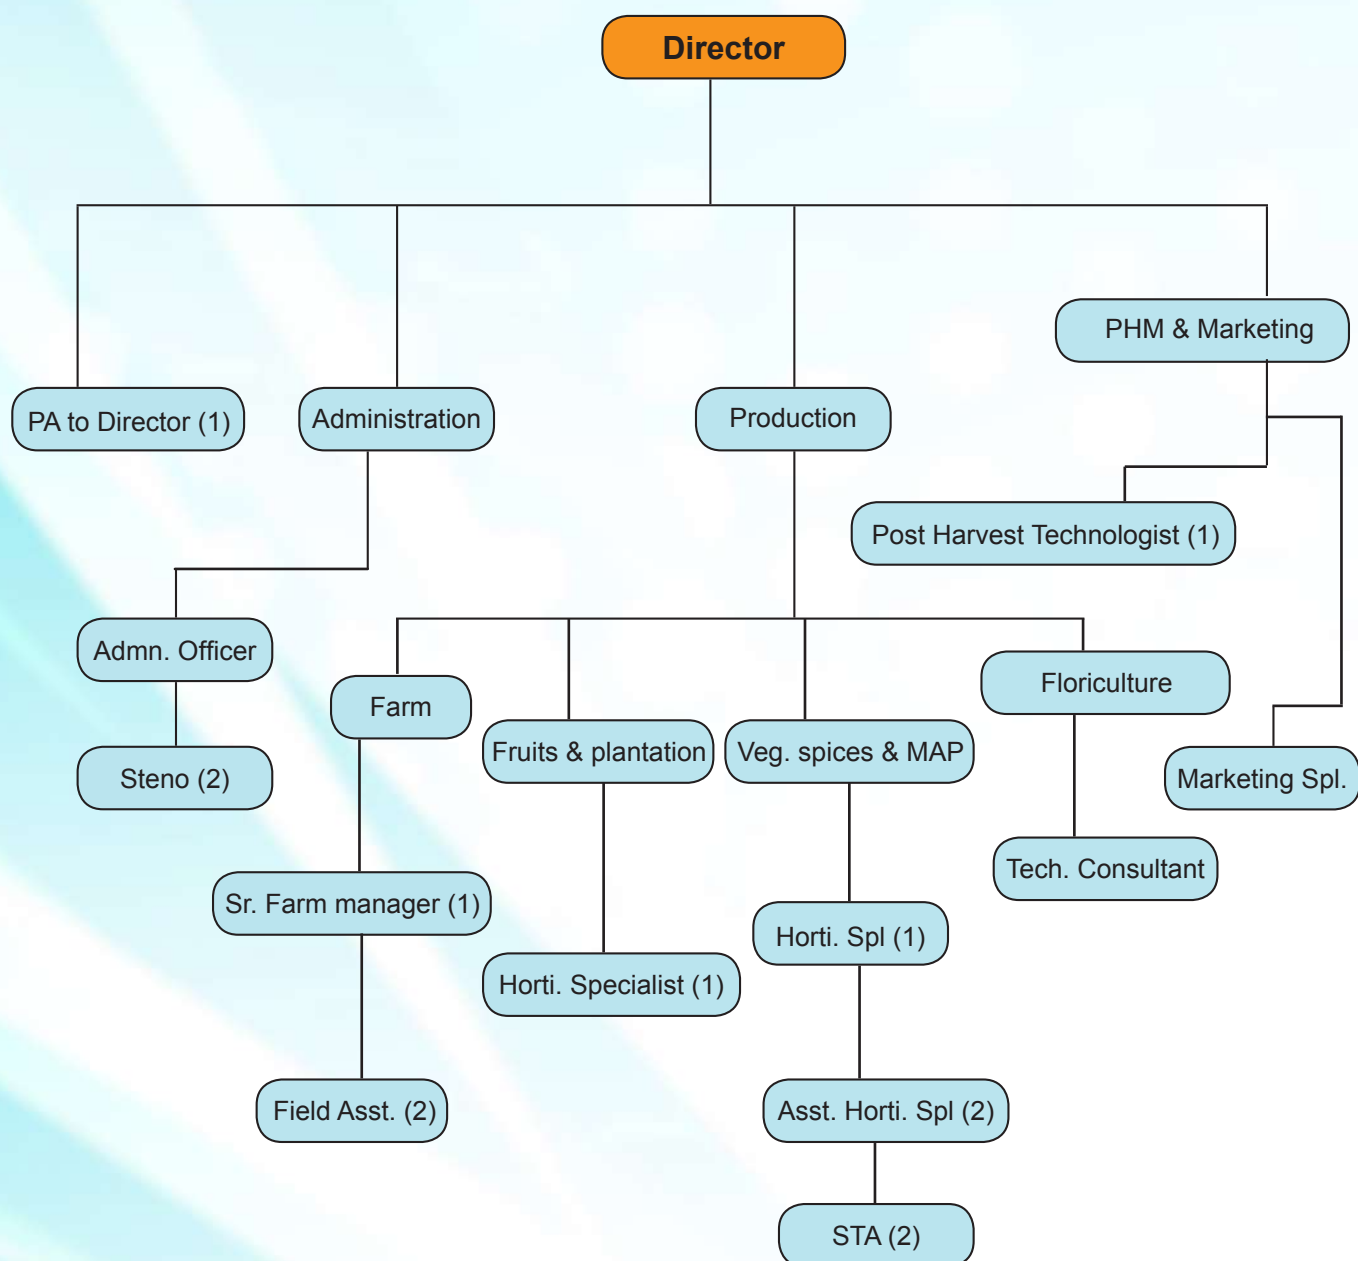 Director
PHM & Marketing
PA to Director (1)
Administration
Production
Post Harvest Technologist (1)
Admn. Officer
Farm
Floriculture
Fruits & plantation
Veg. spices & MAP
Steno (2)
Marketing Spl.
Tech. Consultant
Sr. Farm manager (1)
Horti. Spl (1)
Horti. Specialist (1)
Field Asst. (2)
Asst. Horti. Spl (2)
STA (2)